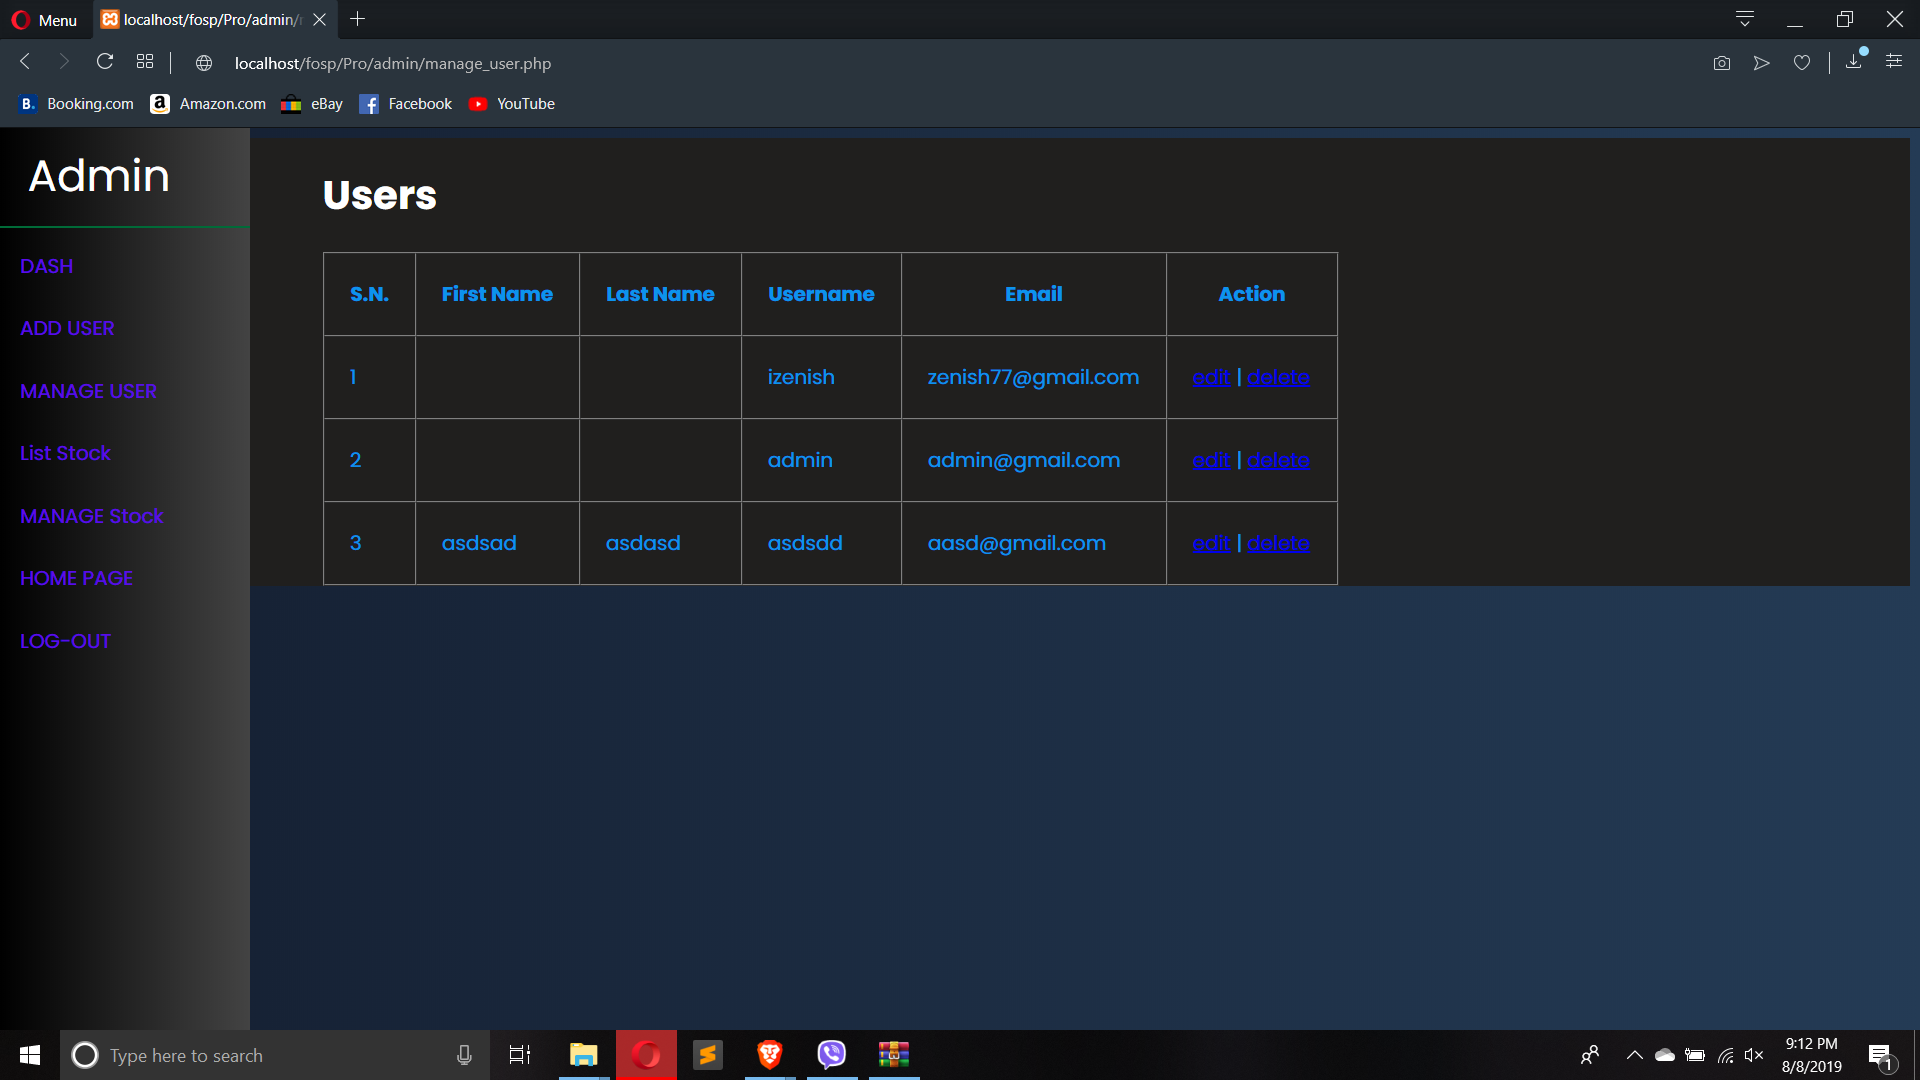 Menu
localhost/fosp/Pro/admin/
localhost/fosp/Pro/admin/manage_user.php
B. Booking.com a Amazon.com eBay f Facebook YouTube
Admin
DASH
ADD USER
MANAGE USER
List Stock
MANAGE Stock
HOME PAGE
LOG-OUT
Users
S.N. First Name Last Name Username Email Action
1 izenish zenish77@gmail.com edit | delete
2 admin admin@gmail.com edit | delete
3 asdsad asdasd asdsdd aasd@gmail.com edit | delete
Type here to search
9:12 PM
8/8/2019
1